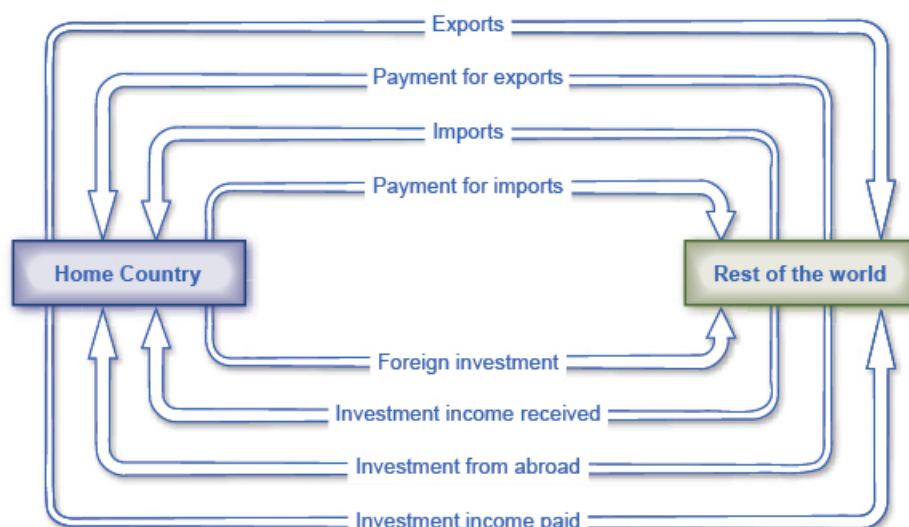 Exports
Payment for exports
Imports
Payment for imports
Home Country
Rest of the world
Foreign investment
Investment income received
Investment from abroad
Investment income paid